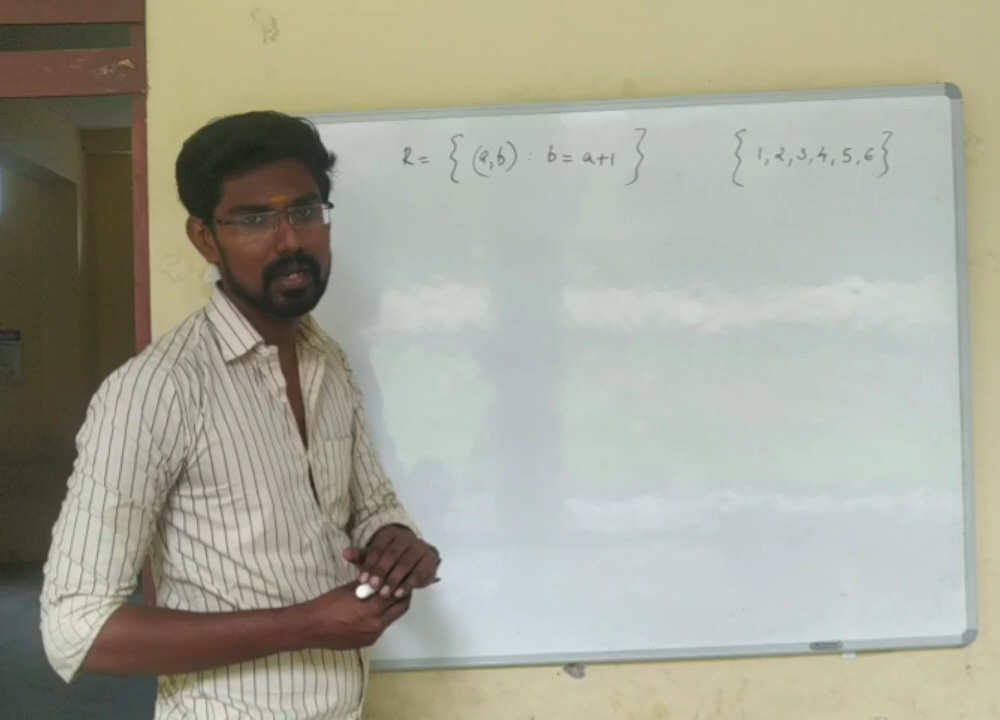 R = { (a,b) : b = a+1 } { 1, 2, 3, 4, 5, 6 }